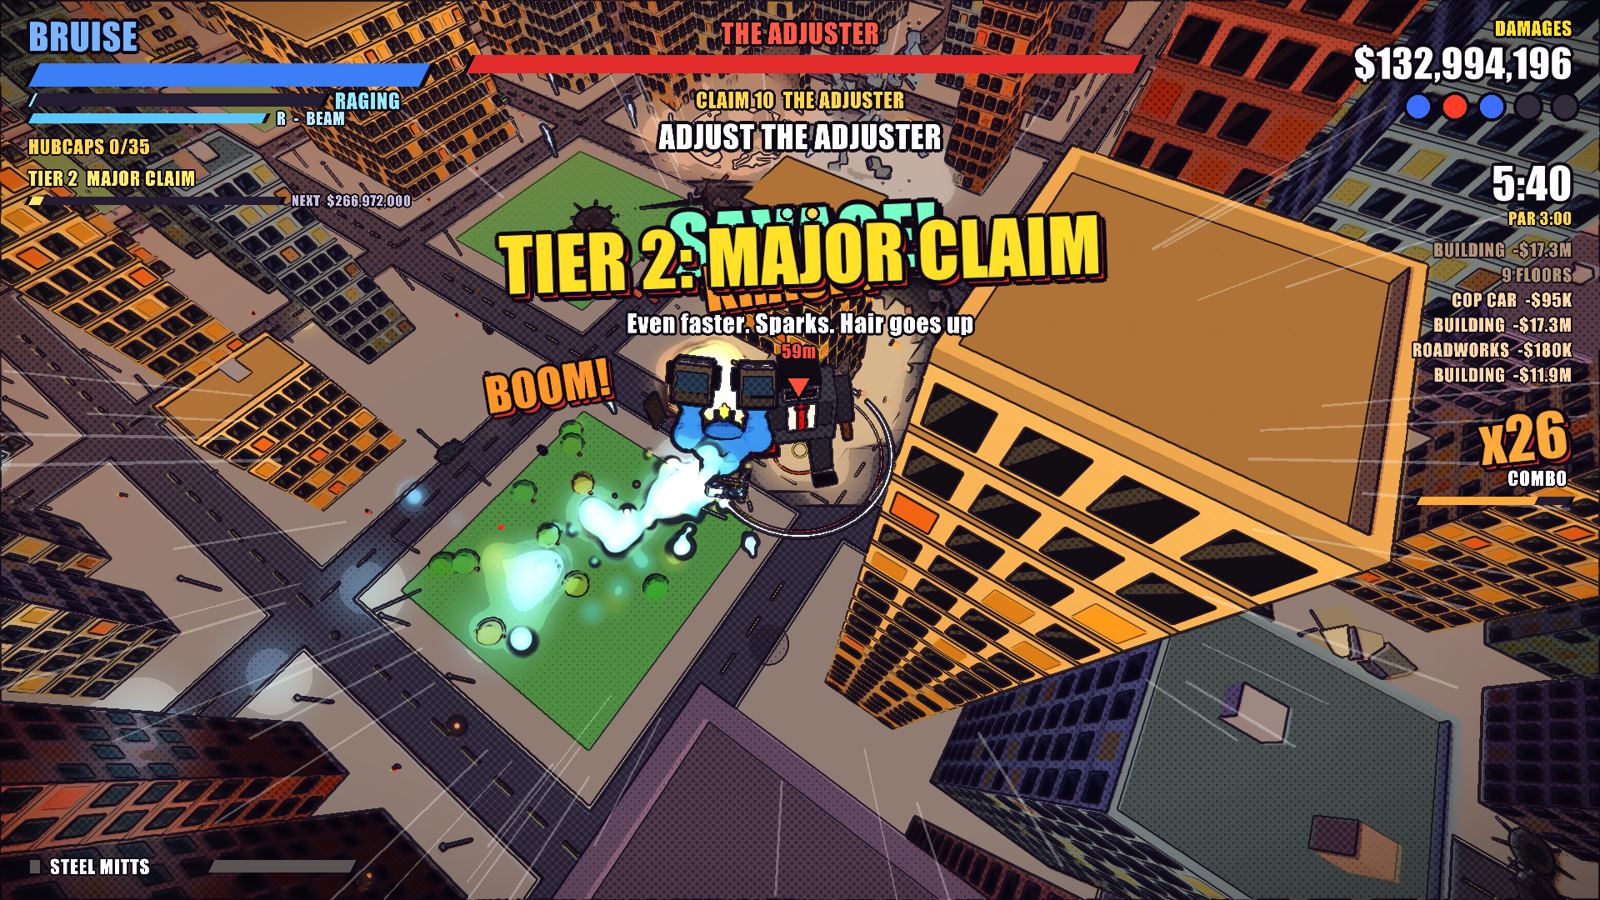 BRUISE
RAGING
R - BEAM
HUBCAPS 0/35
TIER 2 MAJOR CLAIM
NEXT $266,972,000
THE ADJUSTER
CLAIM 10 THE ADJUSTER
ADJUST THE ADJUSTER
TIER 2: MAJOR CLAIM
Even faster. Sparks. Hair goes up
59m
BOOM!
DAMAGES
$132,994,196
5:40
PAR 3:00
BUILDING -$17.3M
9 FLOORS
COP CAR -$95K
BUILDING -$17.3M
ROADWORKS -$180K
BUILDING -$11.9M
x26
COMBO
STEEL MITTS